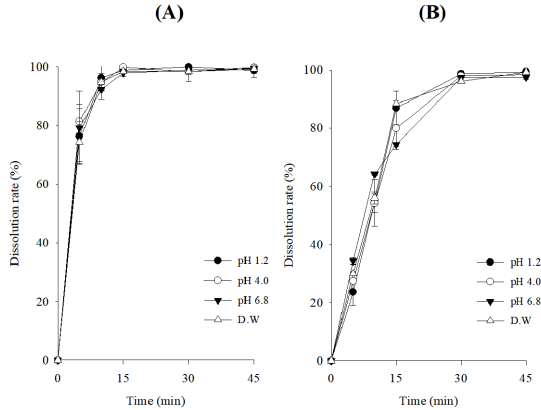 (A)
Dissolution rate (%)
100
80
60
40
20
0
pH 1.2
pH 4.0
pH 6.8
D.W
0 15 30 45
Time (min)
(B)
Dissolution rate (%)
100
80
60
40
20
0
pH 1.2
pH 4.0
pH 6.8
D.W
0 15 30 45
Time (min)